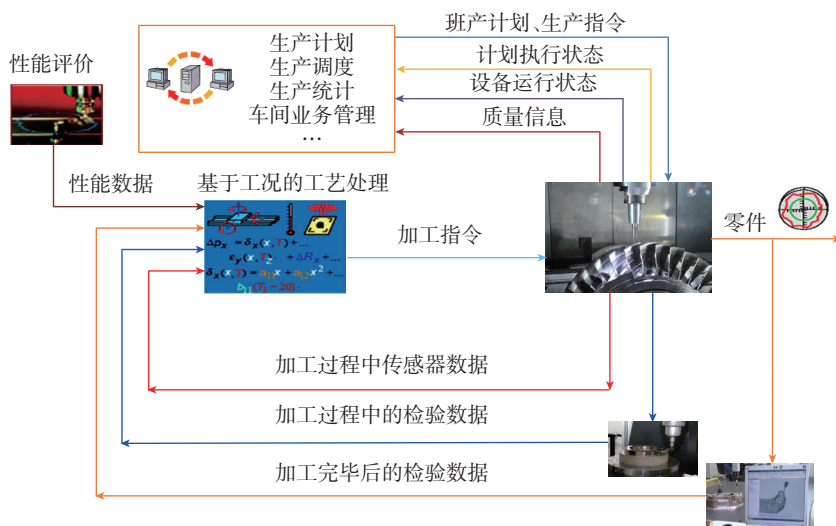 生产计划
生产调度
生产统计
车间业务管理
…
班产计划、生产指令
计划执行状态
设备运行状态
质量信息
性能评价
性能数据
基于工况的工艺处理
加工指令
零件
加工过程中传感器数据
加工过程中的检验数据
加工完毕后的检验数据